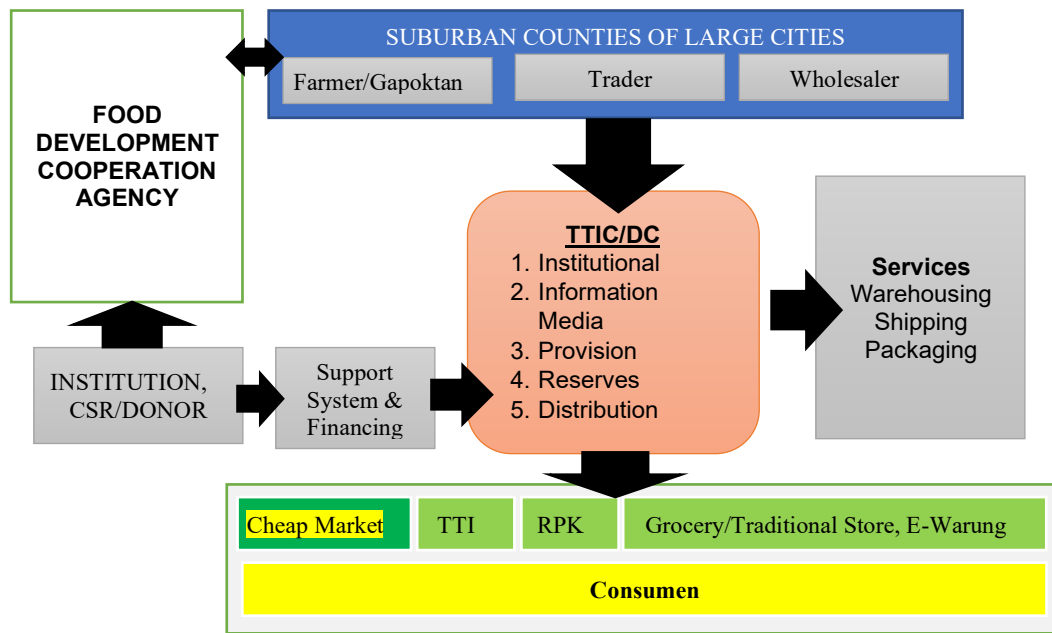 SUBURBAN COUNTIES OF LARGE CITIES
Farmer/Gapoktan
Trader
Wholesaler
FOOD
DEVELOPMENT
COOPERATION
AGENCY
TTIC/DC
1. Institutional
2. Information
Media
3. Provision
4. Reserves
5. Distribution
Services
Warehousing
Shipping
Packaging
INSTITUTION,
CSR/DONOR
Support
System &
Financing
Cheap Market
TTI
RPK
Grocery/Traditional Store, E-Warung
Consumen